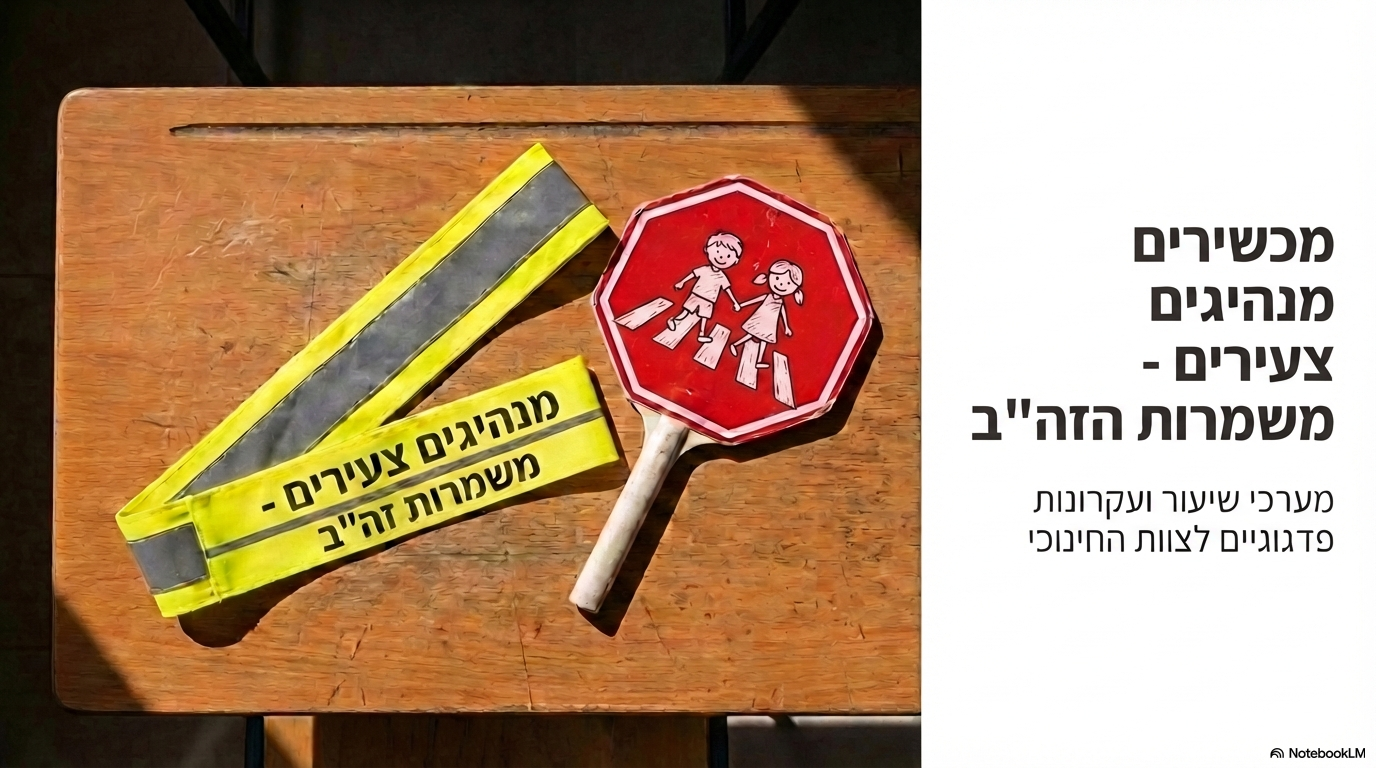 מכשירים
מנהיגים
צעירים -
משמרות הזה"ב
מערכי שיעור ועקרונות
פדגוגיים לצוות החינוכי
מנהיגים צעירים -
משמרות זה"ב
NotebookLM